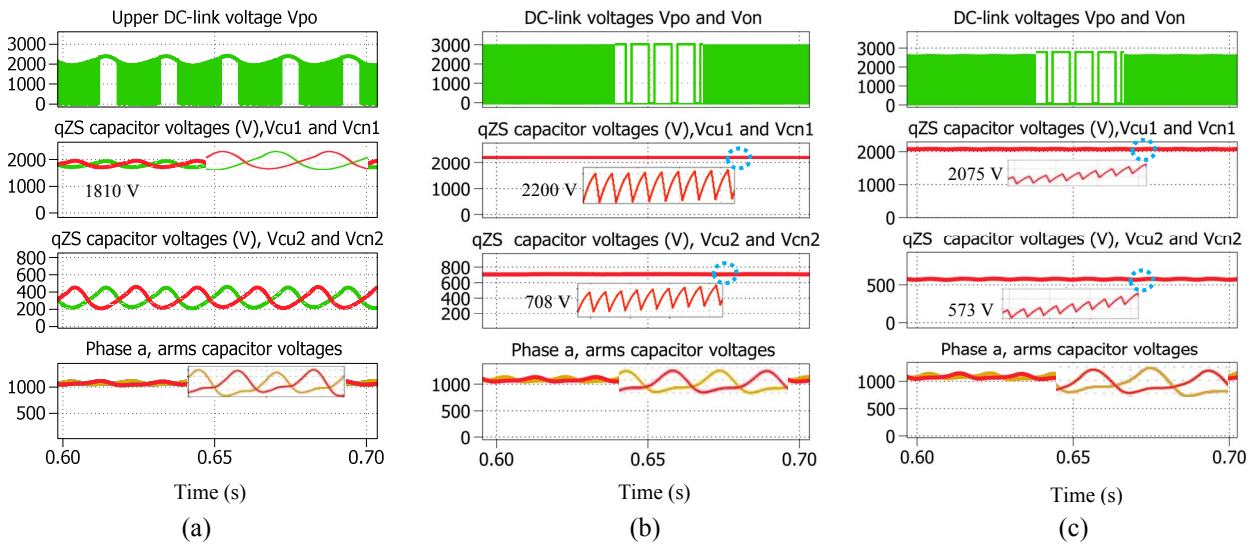 Upper DC-link voltage Vpo
3000
2000
1000
0
qZS capacitor voltages (V),Vcu1 and Vcn1
2000
1000
0
1810 V
qZS capacitor voltages (V), Vcu2 and Vcn2
800
600
400
200
0
Phase a, arms capacitor voltages
1000
500
0.60
0.65
0.70
Time (s)
(a)
DC-link voltages Vpo and Von
3000
2000
1000
0
qZS capacitor voltages (V),Vcu1 and Vcn1
2000
1000
0
2200 V
qZS capacitor voltages (V), Vcu2 and Vcn2
800
600
400
200
708 V
Phase a, arms capacitor voltages
1000
500
0
0.60
0.65
0.70
Time (s)
(b)
DC-link voltages Vpo and Von
3000
2000
1000
0
qZS capacitor voltages (V),Vcu1 and Vcn1
2000
1000
0
2075 V
qZS capacitor voltages (V), Vcu2 and Vcn2
500
0
573 V
Phase a, arms capacitor voltages
1000
500
0
0.60
0.65
0.70
Time (s)
(c)